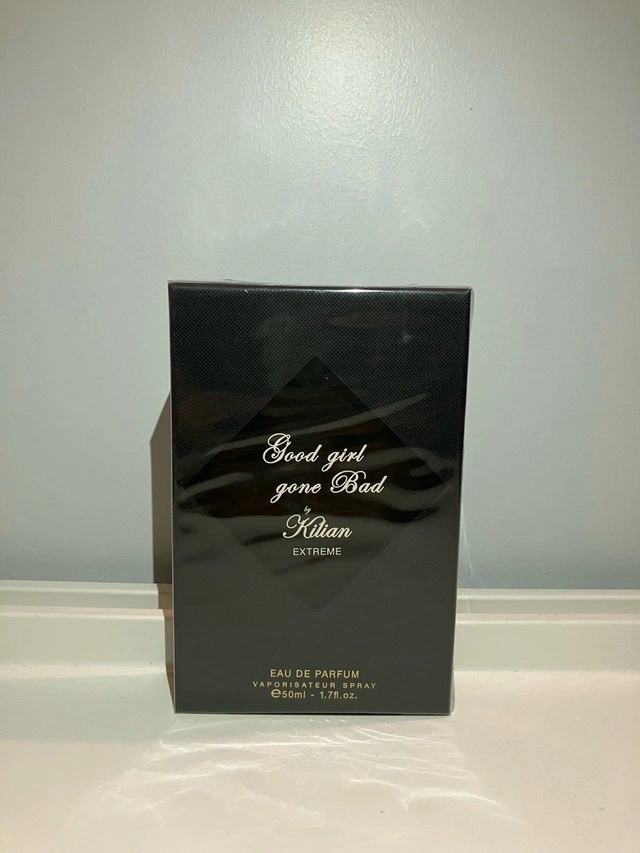 Good girl
gone Bad
by
Kilian
EXTREME
EAU DE PARFUM
VAPORISATEUR SPRAY
℮50ml - 1.7fl.oz.